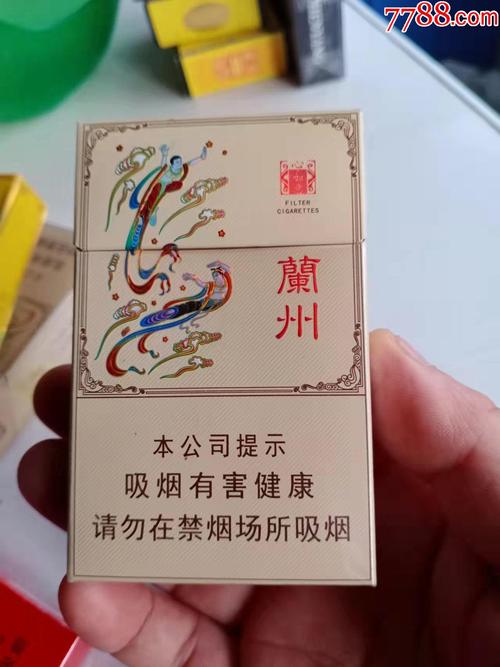 7788.com
心
FILTER
CIGARETTES
蘭
州
本公司提示
吸烟有害健康
请勿在禁烟场所吸烟